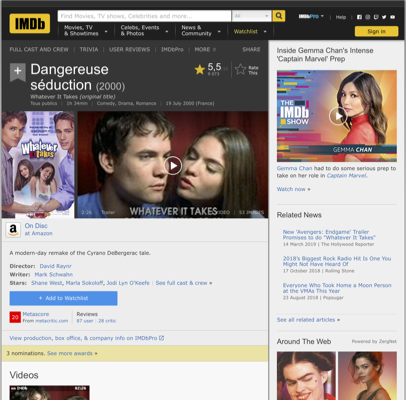 IMDb
Find Movies, TV shows, Celebrities and more...
All
IMDbPro
Help
Movies, TV
& Showtimes
Celebs, Events
& Photos
News &
Community
Watchlist
Sign in
FULL CAST AND CREW | TRIVIA | USER REVIEWS | IMDbPro | MORE
SHARE
Dangereuse
séduction (2000)
5,5
Rate
This
Whatever It Takes (original title)
Tous publics | 1h 34min | Comedy, Drama, Romance | 19 July 2000 (France)
Whatever
it takes
2:26 | Trailer
WHATEVER IT TAKES
On Disc
at Amazon
A modern-day remake of the Cyrano DeBergerac tale.
Director: David Raynr
Writer: Mark Schwahn
Stars: Shane West, Marla Sokoloff, Jodi Lyn O'Keefe | See full cast & crew »
+ Add to Watchlist
20
Metascore
From metacritic.com
Reviews
87 user | 28 critic
View production, box office, & company info on IMDbPro
3 nominations. See more awards »
Videos
Inside Gemma Chan's Intense
'Captain Marvel' Prep
THE
IMDb
SHOW
GEMMA CHAN
Gemma Chan had to do some serious prep to
take on her role in Captain Marvel.
Watch now »
Related News
New 'Avengers: Endgame' Trailer
Promises to do "Whatever It Takes"
14 March 2019 | The Hollywood Reporter
2018's Biggest Rock Radio Hit Is One You
Might Not Have Heard Of
17 October 2018 | Rolling Stone
Everyone Who Took Home a Moon Person
at the VMAs This Year
23 August 2018 | Popsugar
See all related articles »
Around The Web
Powered by ZergNet